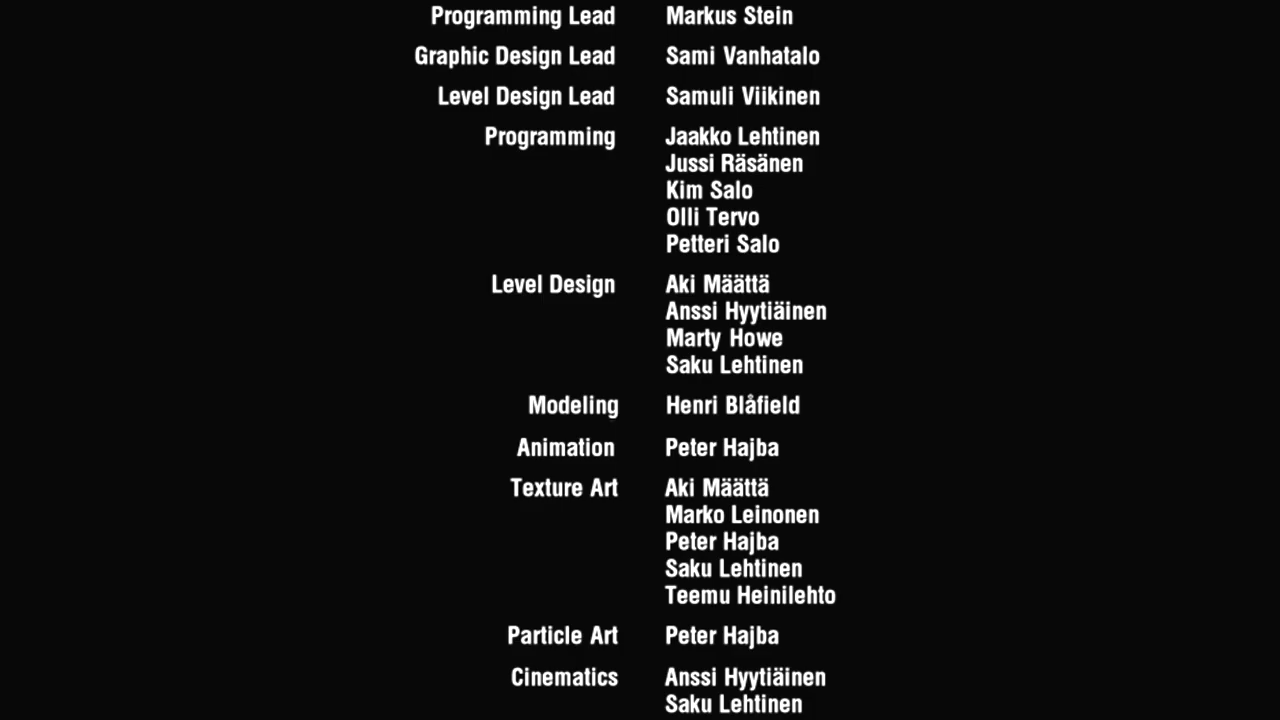 Programming Lead Markus Stein
Graphic Design Lead Sami Vanhatalo
Level Design Lead Samuli Viikinen
Programming Jaakko Lehtinen
Jussi Räsänen
Kim Salo
Olli Tervo
Petteri Salo
Level Design Aki Määttä
Anssi Hyytiäinen
Marty Howe
Saku Lehtinen
Modeling Henri Blåfield
Animation Peter Hajba
Texture Art Aki Määttä
Marko Leinonen
Peter Hajba
Saku Lehtinen
Teemu Heinilehto
Particle Art Peter Hajba
Cinematics Anssi Hyytiäinen
Saku Lehtinen